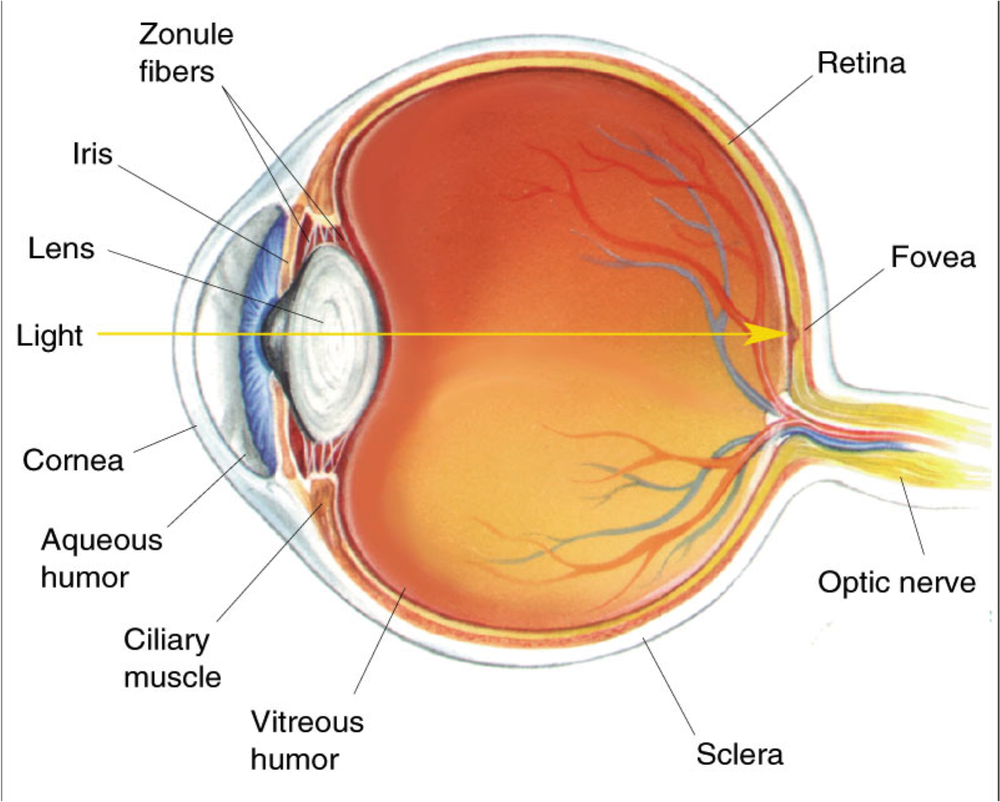 Zonule
fibers
Retina
Iris
Lens
Fovea
Light
Cornea
Aqueous
humor
Optic nerve
Ciliary
muscle
Vitreous
humor
Sclera